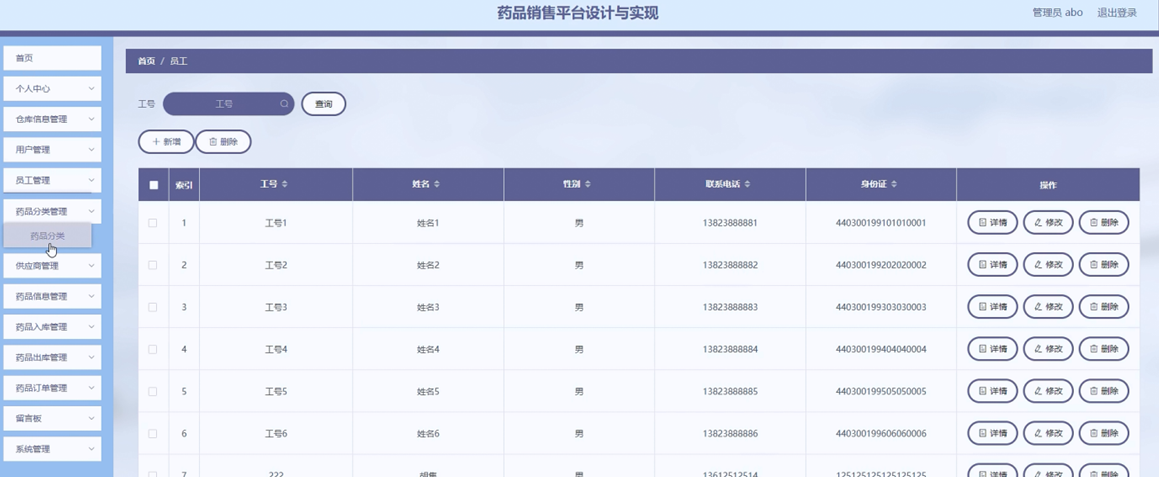 药品销售平台设计与实现
管理员 abo 退出登录
首页
个人中心
仓库信息管理
用户管理
员工管理
药品分类管理
药品分类
供应商管理
药品信息管理
药品入库管理
药品出库管理
药品订单管理
留言板
系统管理
首页 / 员工
工号 工号 查询
新增 删除
索引 工号 姓名 性别 联系电话 身份证 操作
1 工号1 姓名1 男 13823888881 440300199101010001 详情 修改 删除
2 工号2 姓名2 男 13823888882 440300199202020002 详情 修改 删除
3 工号3 姓名3 男 13823888883 440300199303030003 详情 修改 删除
4 工号4 姓名4 男 13823888884 440300199404040004 详情 修改 删除
5 工号5 姓名5 男 13823888885 440300199505050005 详情 修改 删除
6 工号6 姓名6 男 13823888886 440300199606060006 详情 修改 删除
7 222 男 13612512514 125125125125125125 详情 修改 删除